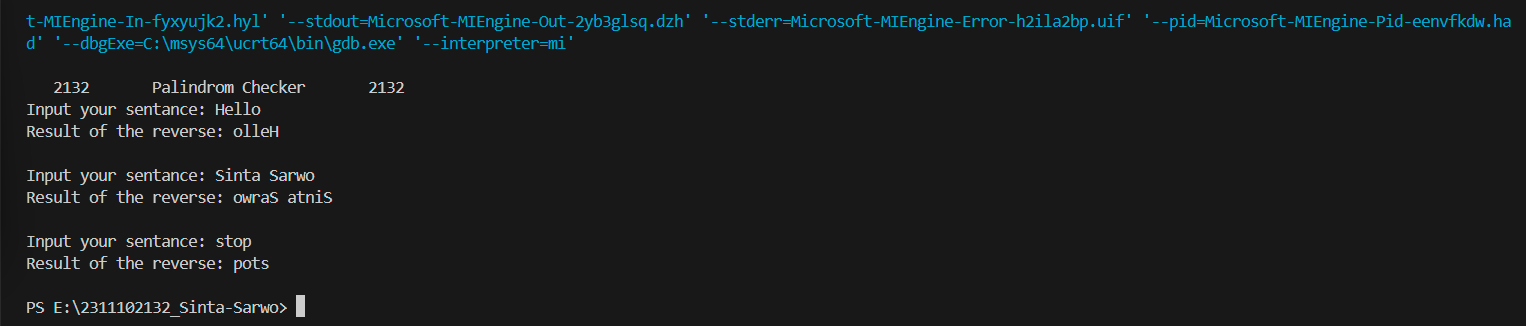 t-MIEngine-In-fyxyujk2.hyl' '--stdout=Microsoft-MIEngine-Out-2yb3glsq.dzh' '--stderr=Microsoft-MIEngine-Error-h2ila2bp.uif' '--pid=Microsoft-MIEngine-Pid-eenvfkdw.ha
d' '--dbgExe=C:\msys64\ucrt64\bin\gdb.exe' '--interpreter=mi'
2132 Palindrom Checker 2132
Input your sentance: Hello
Result of the reverse: olleH
Input your sentance: Sinta Sarwo
Result of the reverse: owraS atniS
Input your sentance: stop
Result of the reverse: pots
PS E:\2311102132_Sinta-Sarwo>